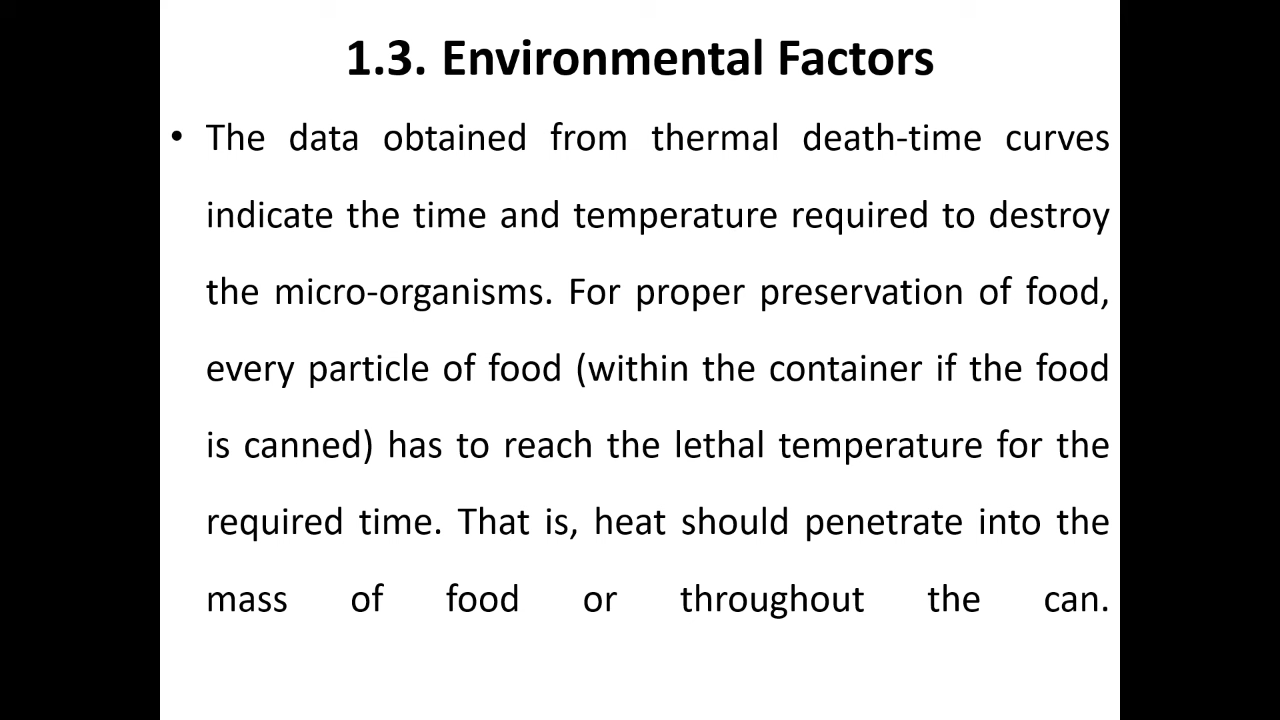 1.3. Environmental Factors
• The data obtained from thermal death-time curves
indicate the time and temperature required to destroy
the micro-organisms. For proper preservation of food,
every particle of food (within the container if the food
is canned) has to reach the lethal temperature for the
required time. That is, heat should penetrate into the
mass of food or throughout the can.